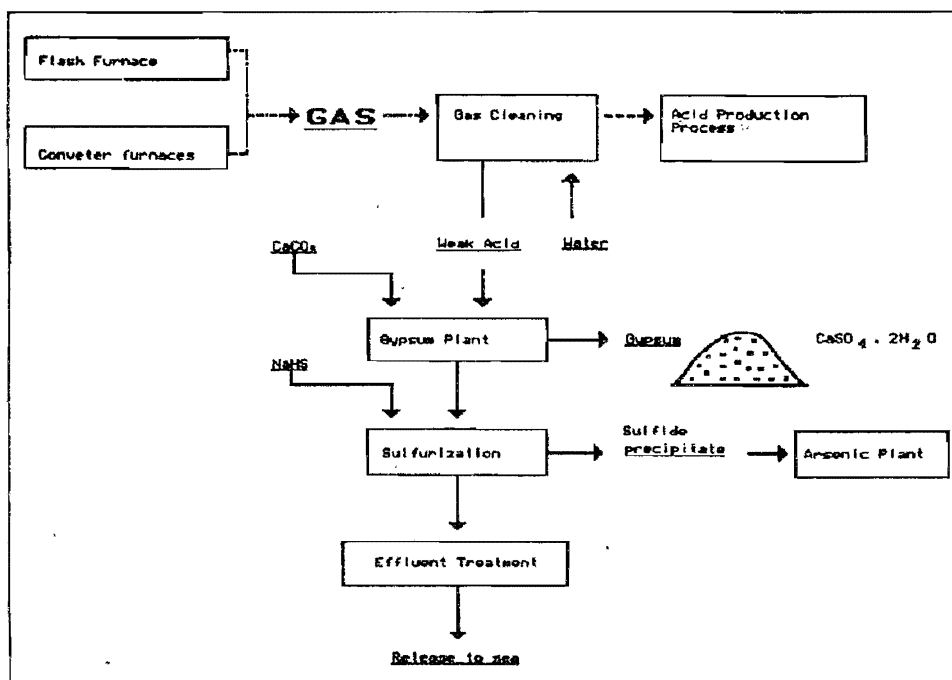 Flash Furnace
Conveter furnaces
GAS
Gas Cleaning
Acid Production
Process
Weak Acid
Water
CaCO₃
Gypsum Plant
Gypsum
CaSO₄ . 2H₂O
NaHS
Sulfurization
Sulfide
precipitate
Arsenic Plant
Effluent Treatment
Release to sea